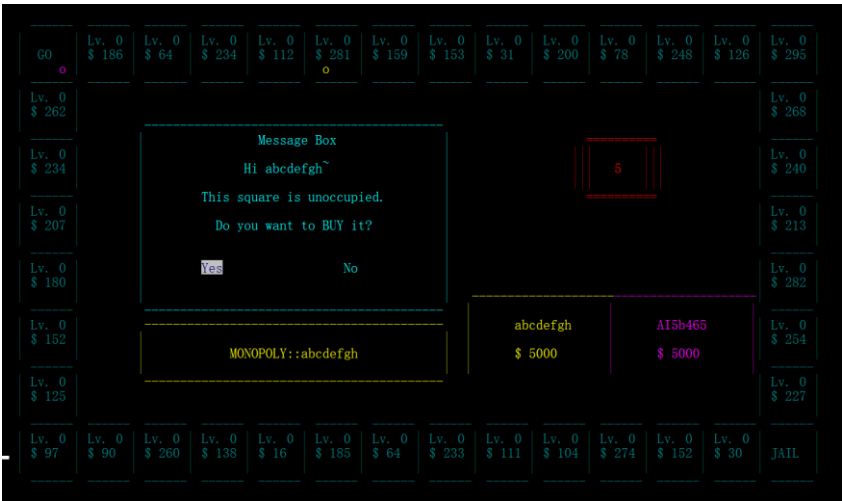 Lv. 0 Lv. 0 Lv. 0 Lv. 0 Lv. 0 Lv. 0 Lv. 0 Lv. 0 Lv. 0 Lv. 0 Lv. 0 Lv. 0 Lv. 0
GO $ 186 $ 64 $ 234 $ 112 $ 281 $ 159 $ 153 $ 31 $ 200 $ 78 $ 248 $ 126 $ 295
o o
Lv. 0 Lv. 0
$ 262 $ 268
Message Box
Lv. 0 Hi abcdefgh~ 5 Lv. 0
$ 234 $ 240
This square is unoccupied.
Lv. 0 Lv. 0
$ 207 Do you want to BUY it? $ 213
Lv. 0 Yes No Lv. 0
$ 180 $ 282
Lv. 0 abcdefgh AI5b465 Lv. 0
$ 152 $ 254
MONOPOLY::abcdefgh $ 5000 $ 5000
Lv. 0 Lv. 0
$ 125 $ 227
Lv. 0 Lv. 0 Lv. 0 Lv. 0 Lv. 0 Lv. 0 Lv. 0 Lv. 0 Lv. 0 Lv. 0 Lv. 0 Lv. 0 Lv. 0
$ 97 $ 90 $ 260 $ 138 $ 16 $ 185 $ 64 $ 233 $ 111 $ 104 $ 274 $ 152 $ 30 JAIL